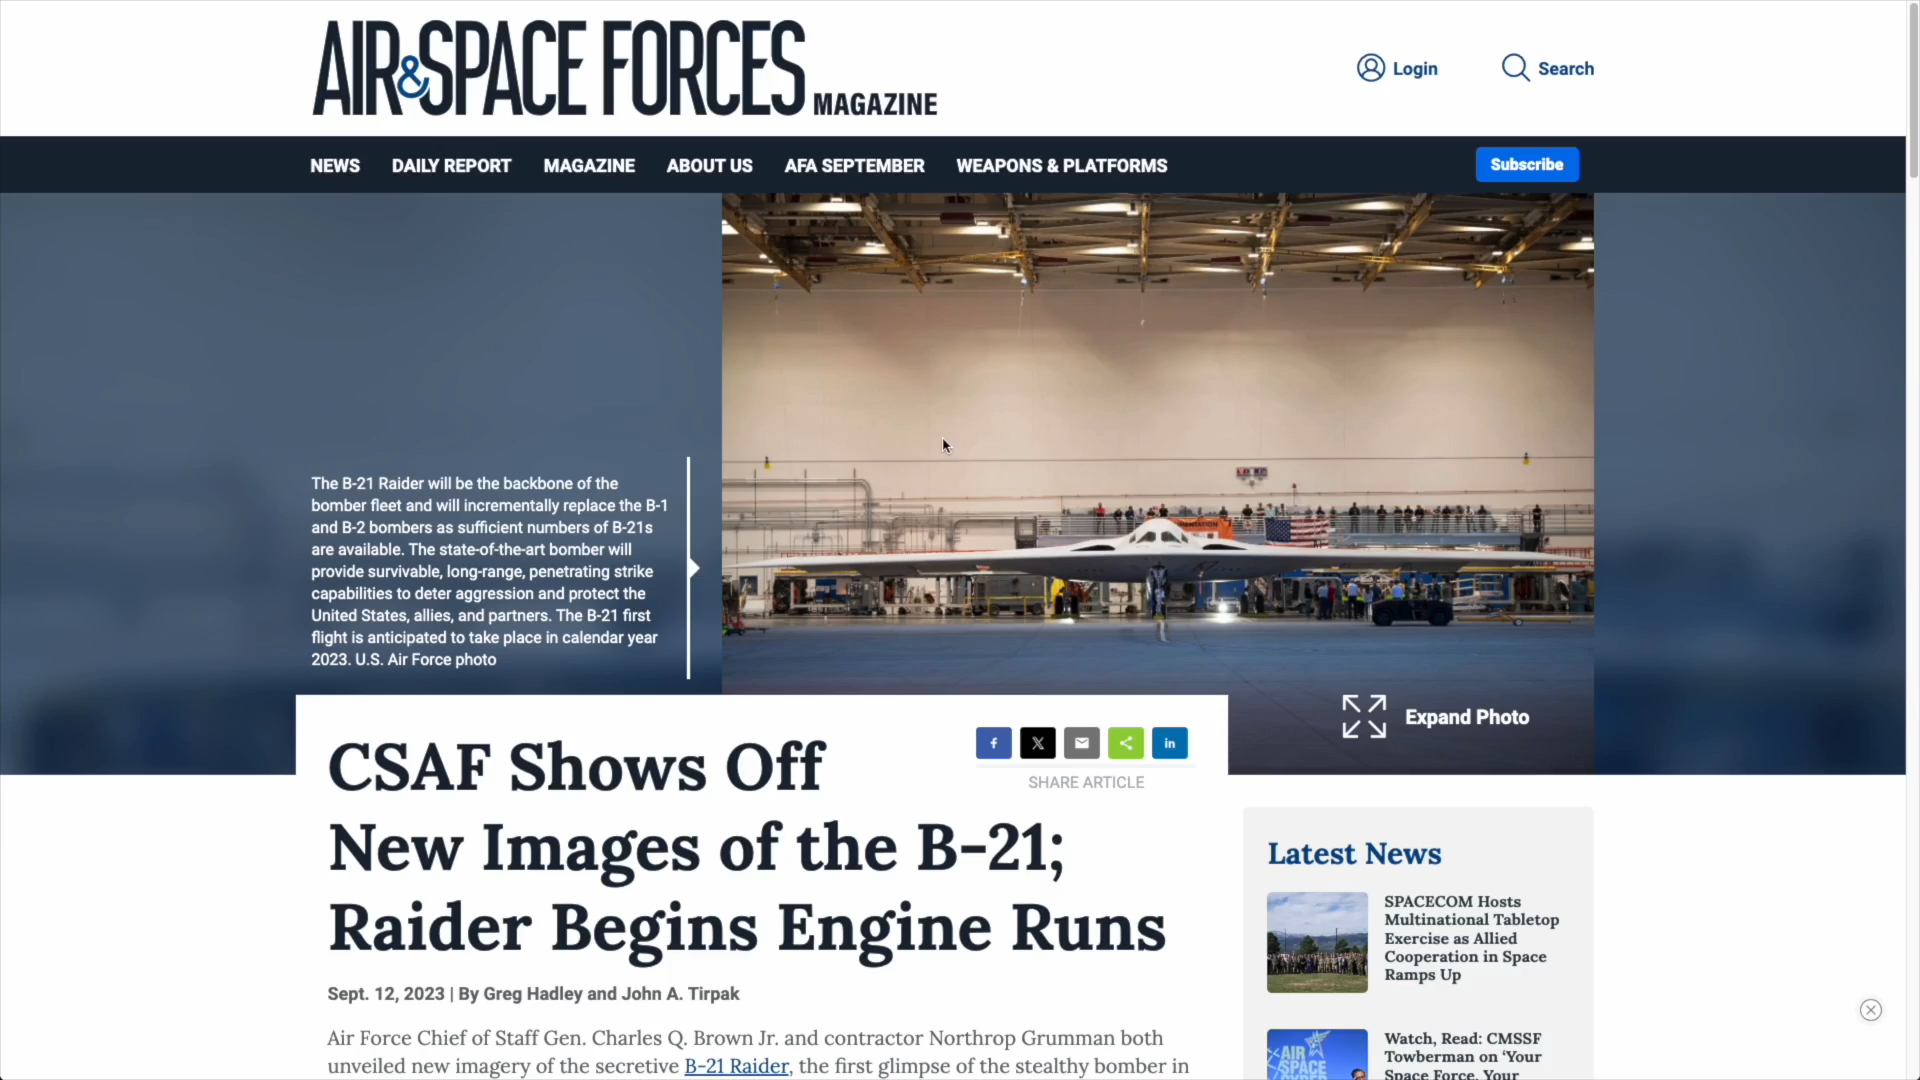 AIR&SPACE FORCES MAGAZINE
Login
Search
NEWS DAILY REPORT MAGAZINE ABOUT US AFA SEPTEMBER WEAPONS & PLATFORMS
Subscribe
The B-21 Raider will be the backbone of the
bomber fleet and will incrementally replace the B-1
and B-2 bombers as sufficient numbers of B-21s
are available. The state-of-the-art bomber will
provide survivable, long-range, penetrating strike
capabilities to deter aggression and protect the
United States, allies, and partners. The B-21 first
flight is anticipated to take place in calendar year
2023. U.S. Air Force photo
Expand Photo
CSAF Shows Off
New Images of the B-21;
Raider Begins Engine Runs
SHARE ARTICLE
Sept. 12, 2023 | By Greg Hadley and John A. Tirpak
Air Force Chief of Staff Gen. Charles Q. Brown Jr. and contractor Northrop Grumman both
unveiled new imagery of the secretive B-21 Raider, the first glimpse of the stealthy bomber in
Latest News
SPACECOM Hosts
Multinational Tabletop
Exercise as Allied
Cooperation in Space
Ramps Up
AIR
SPACE
Watch, Read: CMSSF
Towberman on ‘Your
Space Force, Your